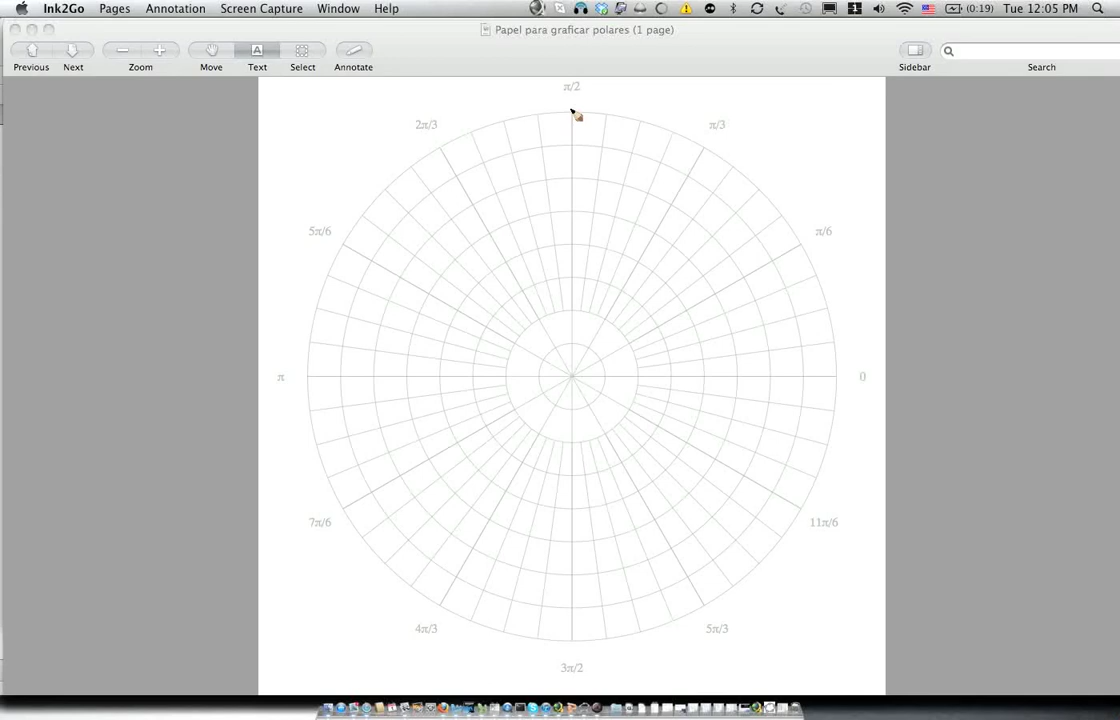 Ink2Go Pages Annotation Screen Capture Window Help 1 (0:19) Tue 12:05 PM
Papel para graficar polares (1 page)
A
Previous Next Zoom Move Text Select Annotate Sidebar Search
π/2
2π/3 π/3
5π/6 π/6
π 0
7π/6 11π/6
4π/3 5π/3
3π/2